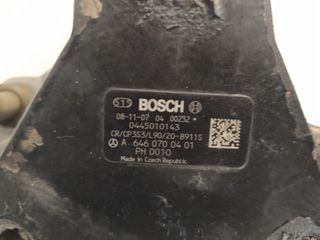 BOSCH
08-11-07 04 00232 *
0445010143
CR/CP3S3/L90/20-8911S
A 646 070 04 01
PH 0010
Made in Czech Republic